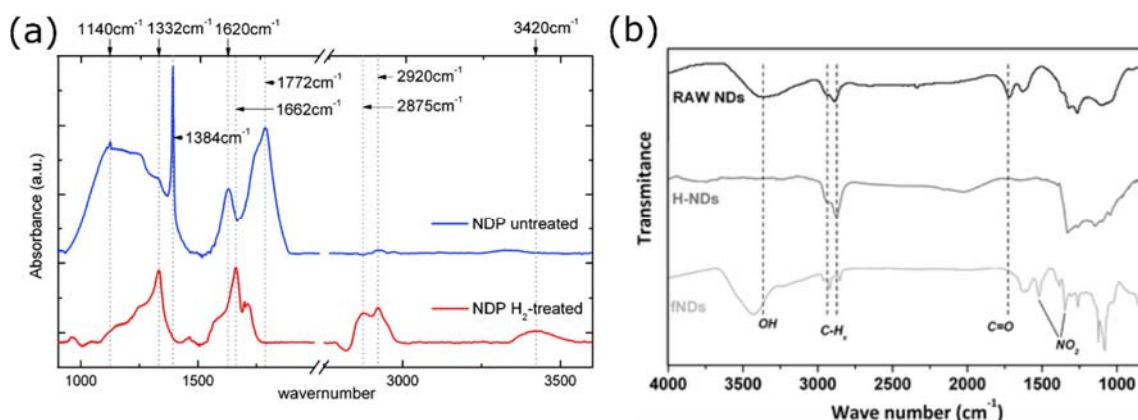 (a)
1140cm⁻¹ 1332cm⁻¹ 1620cm⁻¹ 3420cm⁻¹
1772cm⁻¹ 2920cm⁻¹
1662cm⁻¹ 2875cm⁻¹
1384cm⁻¹
Absorbance (a.u.)
NDP untreated
NDP H₂-treated
1000 1500 3000 3500
wavenumber
(b)
RAW NDs
H-NDs
fNDs
Transmitance
OH
C-Hₓ
C=O
NO₂
4000 3500 3000 2500 2000 1500 1000
Wave number (cm⁻¹)